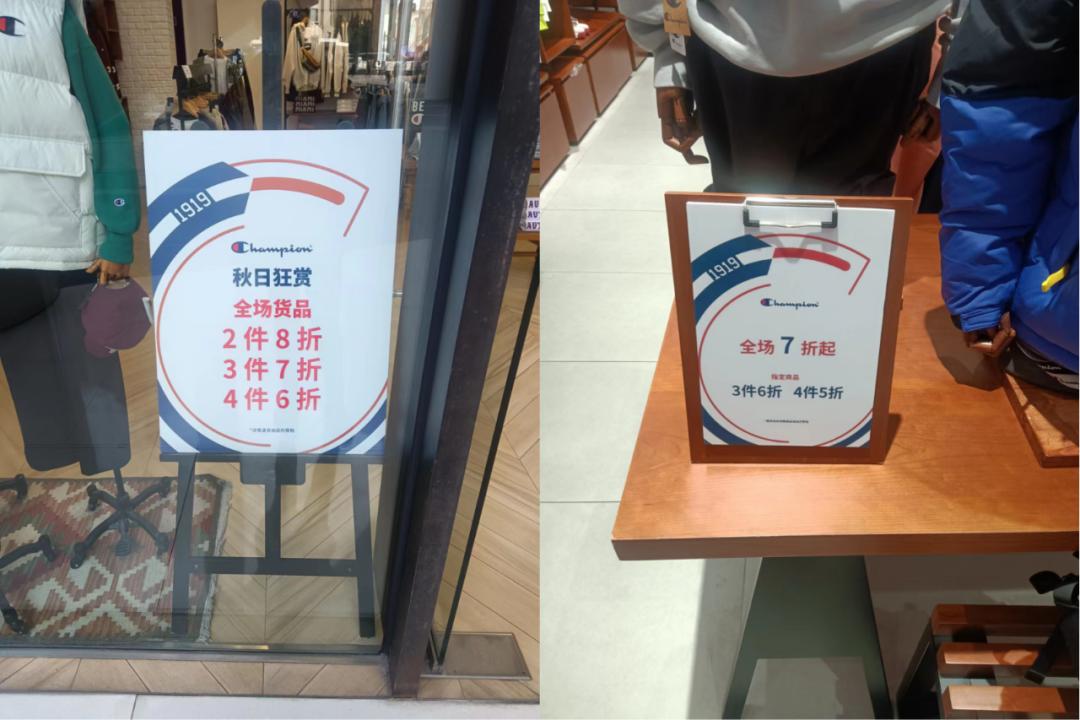 1919
Champion
秋日狂赏
全场货品
2件8折
3件7折
4件6折
MIAMI
MIAMI
1919
Champion
全场7折起
指定商品
3件6折 4件5折